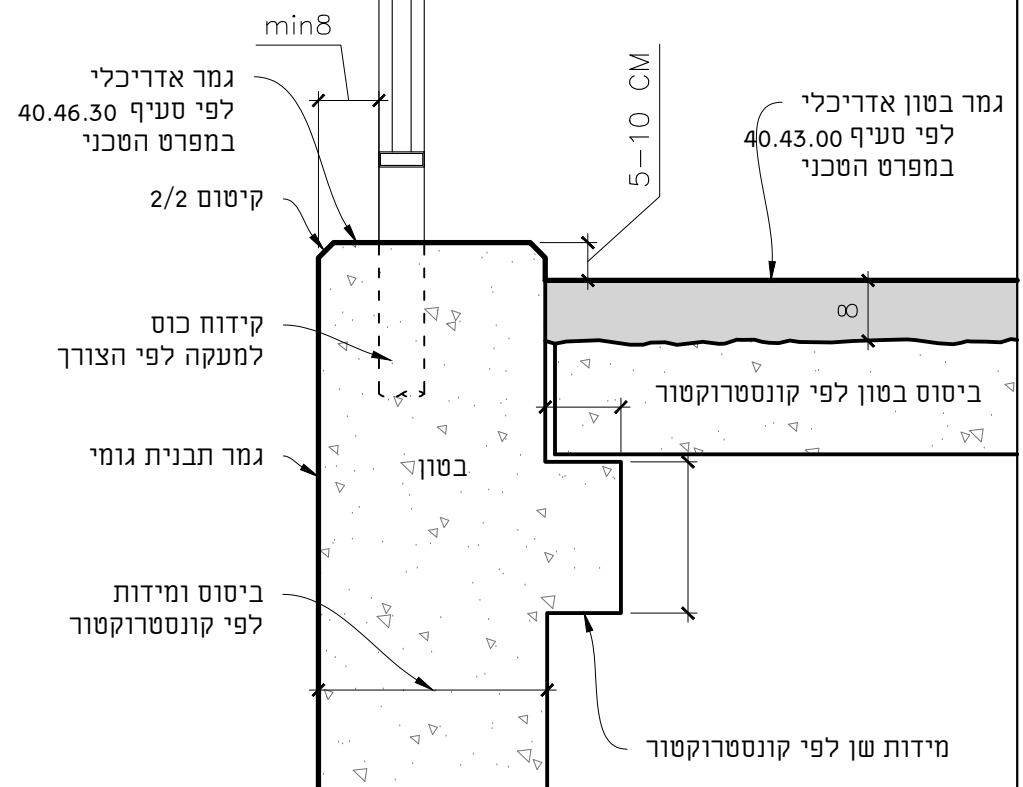 min8
גמר אדריכלי
לפי סעיף 40.46.30
במפרט הטכני
קיטום 2/2
קידוח כוס
למעקה לפי הצורך
גמר תבנית גומי
ביסוס ומידות
לפי קונסטרוקטור
בטון
5-10 CM
גמר בטון אדריכלי
לפי סעיף 40.43.00
במפרט הטכני
8
ביסוס בטון לפי קונסטרוקטור
מידות שן לפי קונסטרוקטור